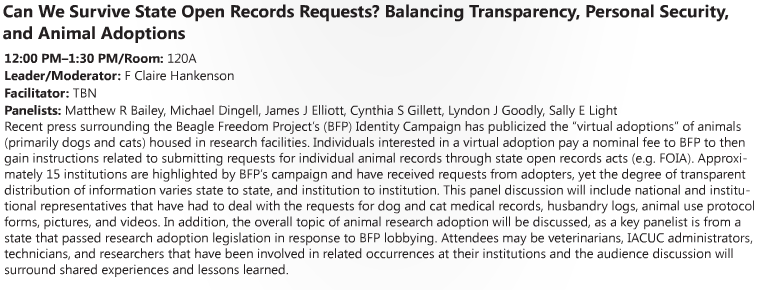 Can We Survive State Open Records Requests? Balancing Transparency, Personal Security,
and Animal Adoptions
12:00 PM–1:30 PM/Room: 120A
Leader/Moderator: F Claire Hankenson
Facilitator: TBN
Panelists: Matthew R Bailey, Michael Dingell, James J Elliott, Cynthia S Gillett, Lyndon J Goodly, Sally E Light
Recent press surrounding the Beagle Freedom Project's (BFP) Identity Campaign has publicized the “virtual adoptions” of animals
(primarily dogs and cats) housed in research facilities. Individuals interested in a virtual adoption pay a nominal fee to BFP to then
gain instructions related to submitting requests for individual animal records through state open records acts (e.g. FOIA). Approxi-
mately 15 institutions are highlighted by BFP's campaign and have received requests from adopters, yet the degree of transparent
distribution of information varies state to state, and institution to institution. This panel discussion will include national and institu-
tional representatives that have had to deal with the requests for dog and cat medical records, husbandry logs, animal use protocol
forms, pictures, and videos. In addition, the overall topic of animal research adoption will be discussed, as a key panelist is from a
state that passed research adoption legislation in response to BFP lobbying. Attendees may be veterinarians, IACUC administrators,
technicians, and researchers that have been involved in related occurrences at their institutions and the audience discussion will
surround shared experiences and lessons learned.